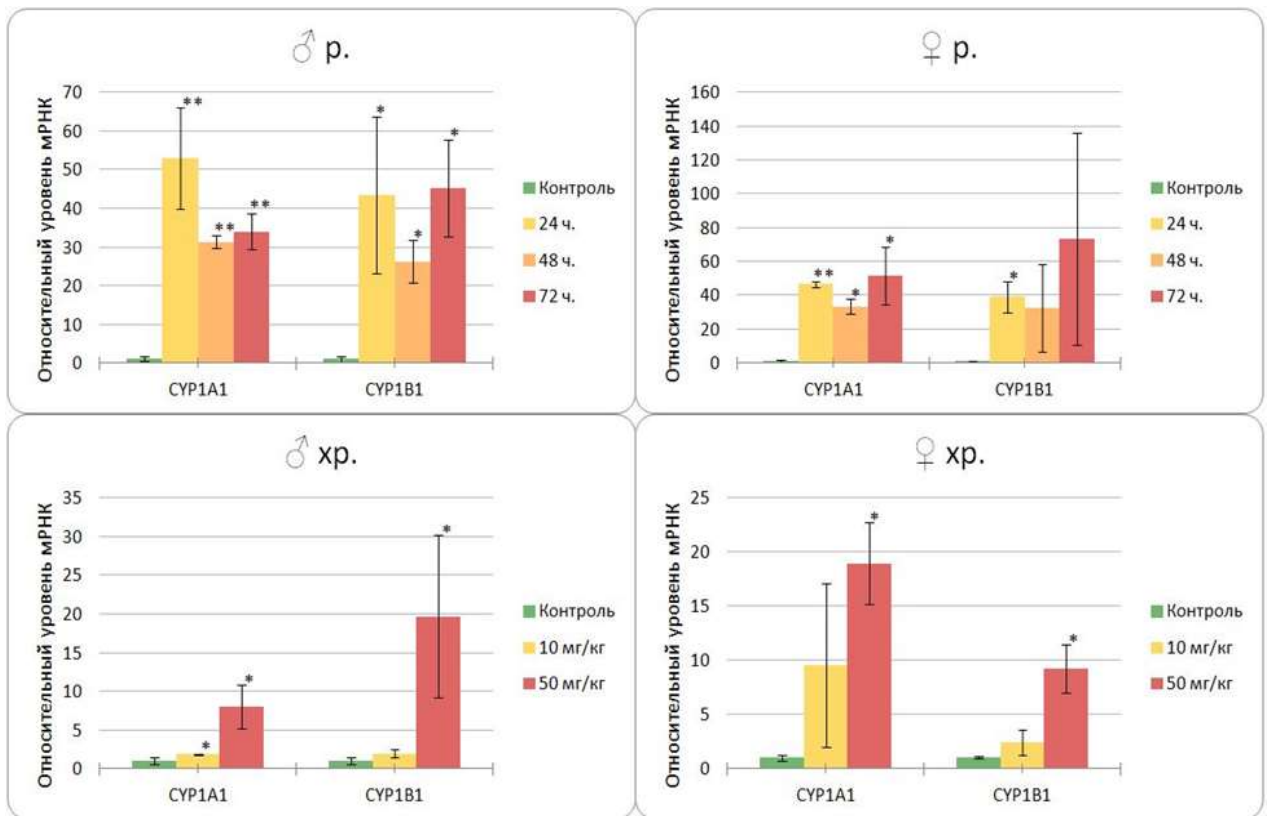 ♂ р.
Относительный уровень мРНК
70
60
50
40
30
20
10
0
** ** **
* * *
CYP1A1 CYP1B1
Контроль
24 ч.
48 ч.
72 ч.
♀ р.
Относительный уровень мРНК
160
140
120
100
80
60
40
20
0
** * *
*
CYP1A1 CYP1B1
Контроль
24 ч.
48 ч.
72 ч.
♂ хр.
Относительный уровень мРНК
35
30
25
20
15
10
5
0
* *
*
CYP1A1 CYP1B1
Контроль
10 мг/кг
50 мг/кг
♀ хр.
Относительный уровень мРНК
25
20
15
10
5
0
*
*
CYP1A1 CYP1B1
Контроль
10 мг/кг
50 мг/кг